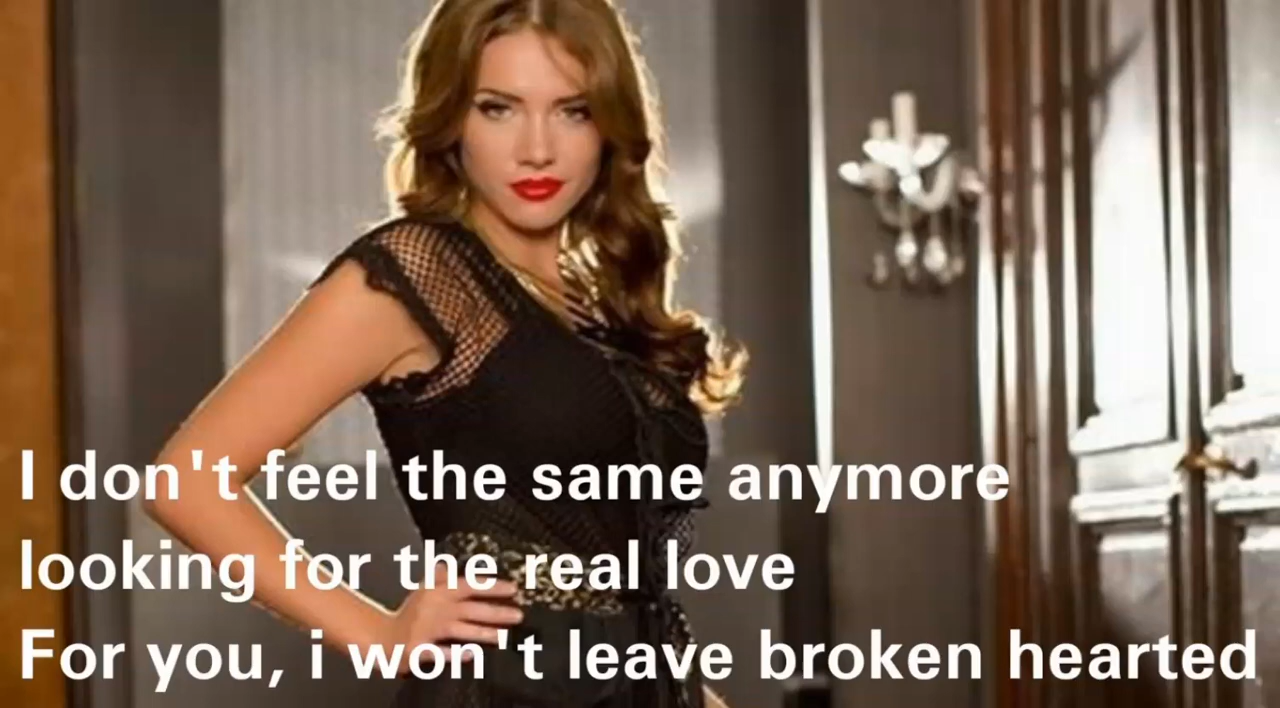 I don't feel the same anymore
looking for the real love
For you, i won't leave broken hearted